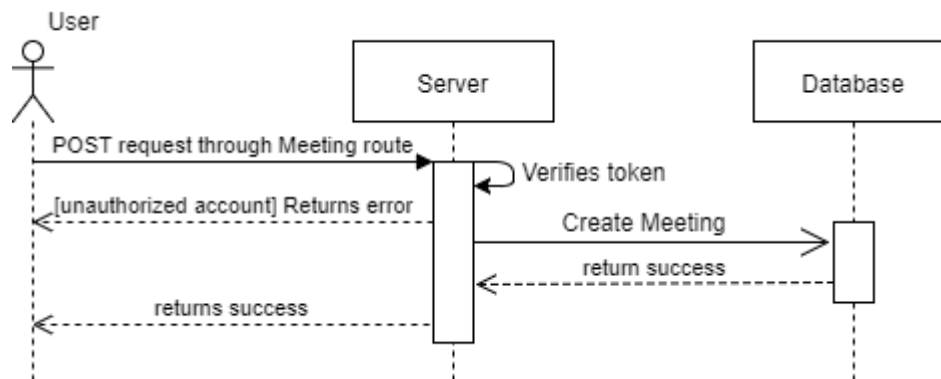 User
Server
Database
POST request through Meeting route
Verifies token
[unauthorized account] Returns error
Create Meeting
return success
returns success